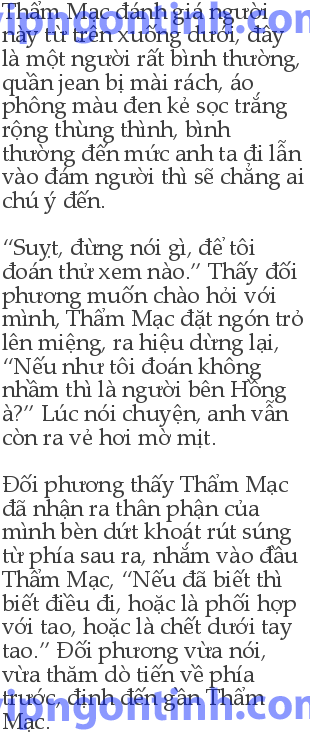 Thẩm Mạc đánh giá người
này từ trên xuống dưới, đây
là một người rất bình thường,
quần jean bị mài rách, áo
phông màu đen kẻ sọc trắng
rộng thùng thình, bình
thường đến mức anh ta đi lẫn
vào đám người thì sẽ chẳng ai
chú ý đến.
“Suỵt, đừng nói gì, để tôi
đoán thử xem nào.” Thấy đối
phương muốn chào hỏi với
mình, Thẩm Mạc đặt ngón trỏ
lên miệng, ra hiệu dừng lại,
“Nếu như tôi đoán không
nhầm thì là người bên Hồng
à?” Lúc nói chuyện, anh vẫn
còn ra vẻ hơi mờ mịt.
Đối phương thấy Thẩm Mạc
đã nhận ra thân phận của
mình bèn dứt khoát rút súng
từ phía sau ra, nhắm vào đầu
Thẩm Mạc, “Nếu đã biết thì
biết điều đi, hoặc là phối hợp
với tao, hoặc là chết dưới tay
tao.” Đối phương vừa nói,
vừa thăm dò tiến về phía
trước, định đến gần Thẩm
Mạc.
vipngontinh.com
vipngontinh.com